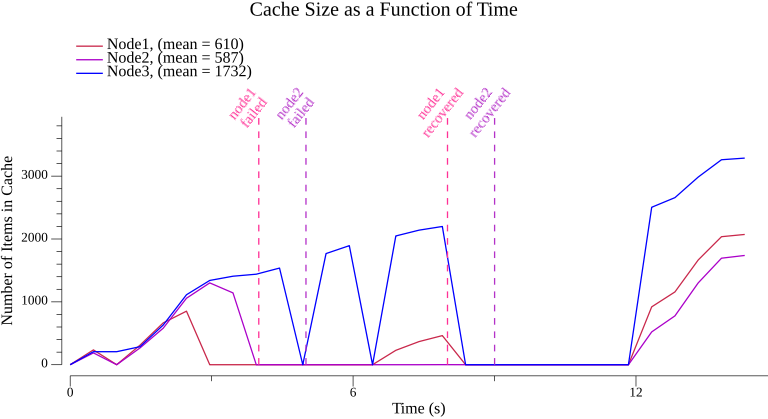 Cache Size as a Function of Time
Node1, (mean = 610)
Node2, (mean = 587)
Node3, (mean = 1732)
node1
failed
node2
failed
node1
recovered
node2
recovered
Number of Items in Cache
3000
2000
1000
0
0
6
12
Time (s)